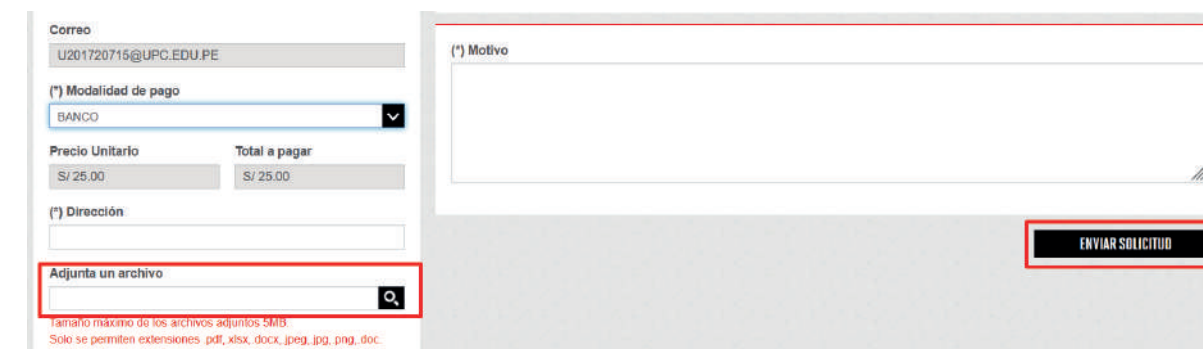 Correo
U201720715@UPC.EDU.PE
(*) Modalidad de pago
BANCO
Precio Unitario
Total a pagar
S/ 25.00
S/ 25.00
(*) Dirección
Adjunta un archivo
Tamaño máximo de los archivos adjuntos 5MB.
Solo se permiten extensiones .pdf, .xlsx, .docx, .jpeg, .jpg, .png, .doc.
(*) Motivo
ENVIAR SOLICITUD